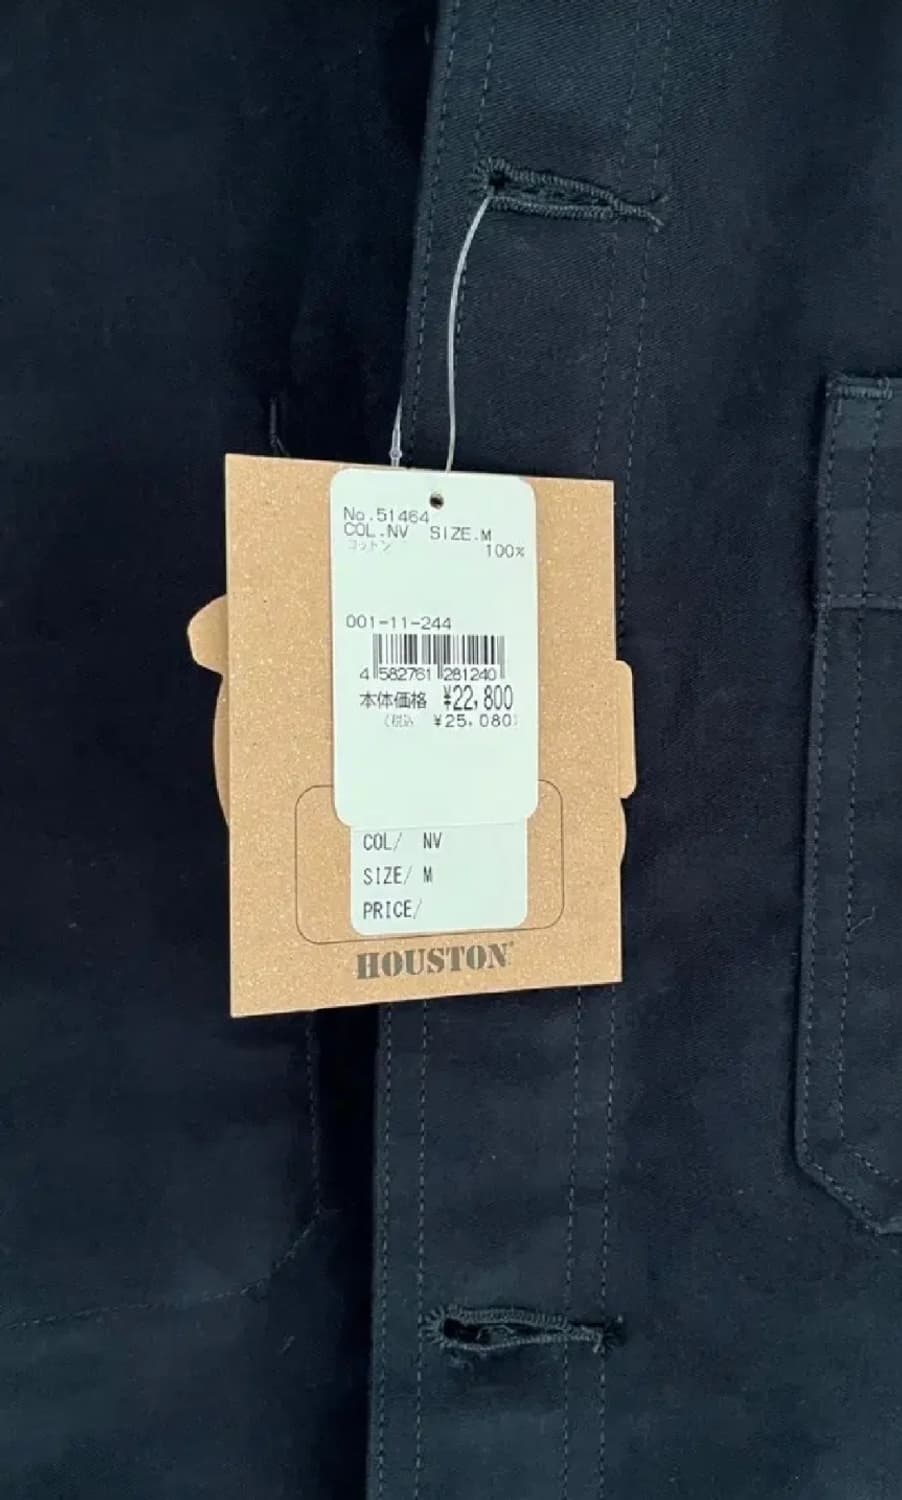 No.51464
COL.NV SIZE.M
コットン 100%
001-11-244
4 582761 281240
本体価格 ¥22,800
(税込 ¥25,080)
COL/ NV
SIZE/ M
PRICE/
HOUSTON